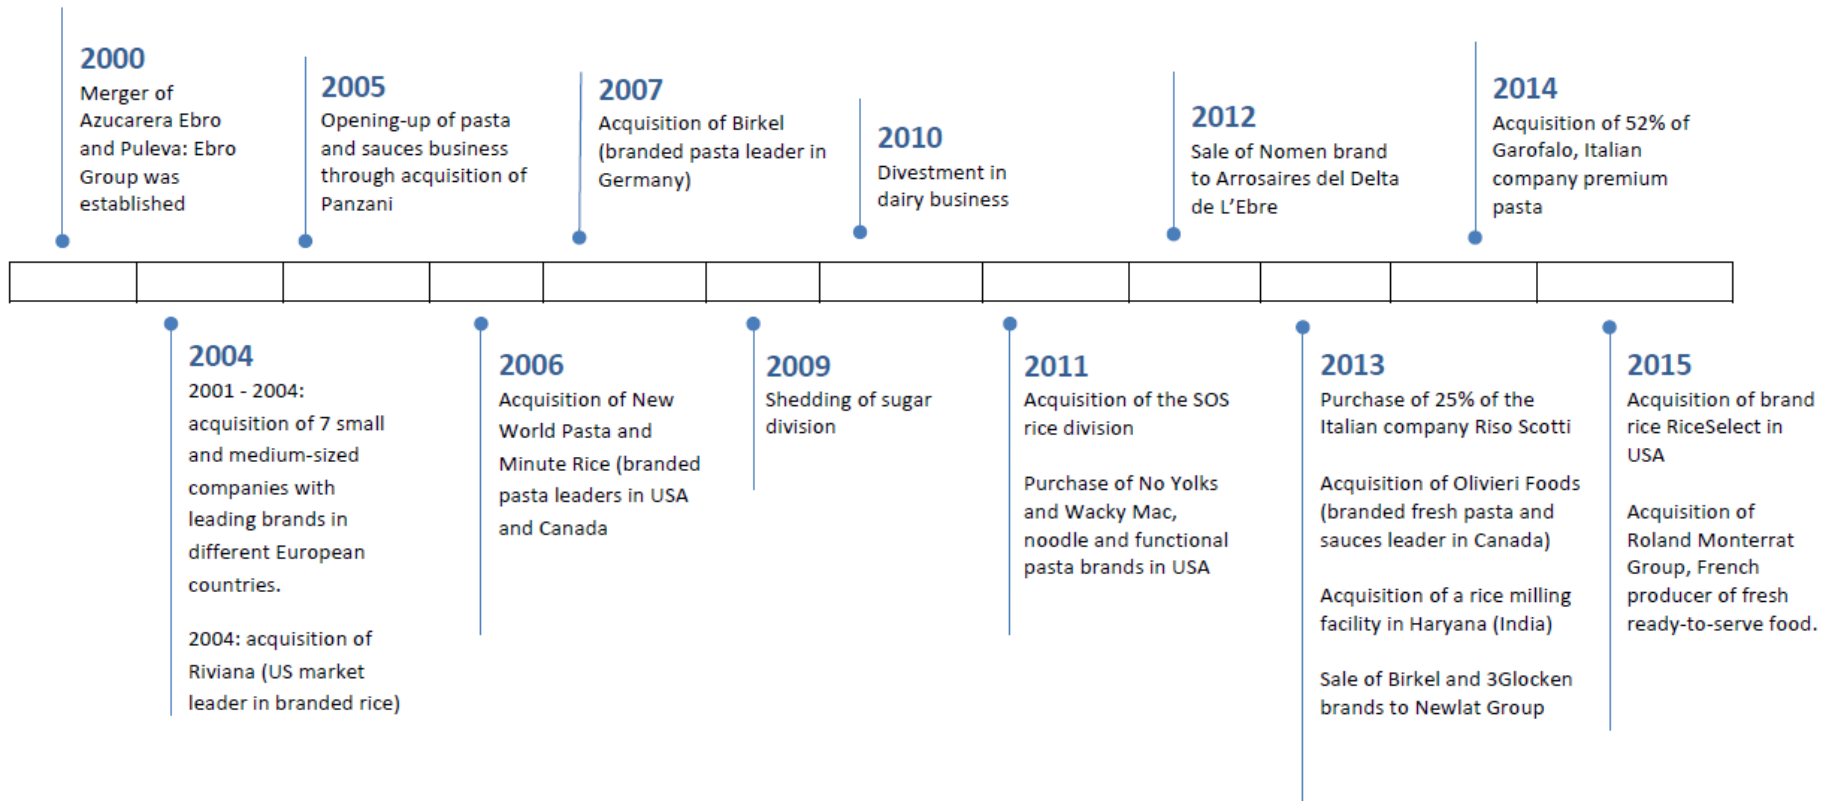 2000
Merger of
Azucarera Ebro
and Puleva: Ebro
Group was
established
2005
Opening-up of pasta
and sauces business
through acquisition of
Panzani
2007
Acquisition of Birkel
(branded pasta leader in
Germany)
2010
Divestment in
dairy business
2012
Sale of Nomen brand
to Arrosaires del Delta
de L'Ebre
2014
Acquisition of 52% of
Garofalo, Italian
company premium
pasta
2004
2001 - 2004:
acquisition of 7 small
and medium-sized
companies with
leading brands in
different European
countries.
2004: acquisition of
Riviana (US market
leader in branded rice)
2006
Acquisition of New
World Pasta and
Minute Rice (branded
pasta leaders in USA
and Canada
2009
Shedding of sugar
division
2011
Acquisition of the SOS
rice division
Purchase of No Yolks
and Wacky Mac,
noodle and functional
pasta brands in USA
2013
Purchase of 25% of the
Italian company Riso Scotti
Acquisition of Olivieri Foods
(branded fresh pasta and
sauces leader in Canada)
Acquisition of a rice milling
facility in Haryana (India)
Sale of Birkel and 3Glocken
brands to Newlat Group
2015
Acquisition of brand
rice RiceSelect in
USA
Acquisition of
Roland Monterrat
Group, French
producer of fresh
ready-to-serve food.